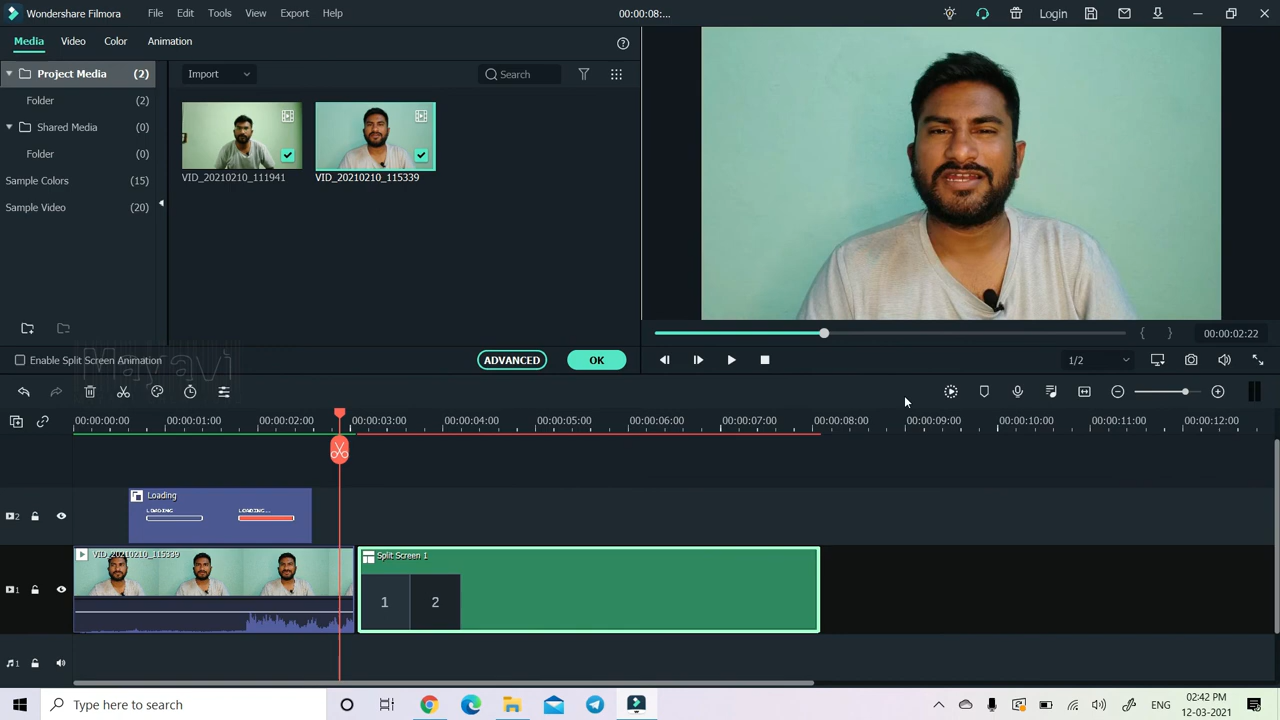 Wondershare Filmora
File Edit Tools View Export Help
00:00:08:...
Login
Media Video Color Animation
Project Media (2)
Folder (2)
Shared Media (0)
Folder (0)
Sample Colors (15)
Sample Video (20)
Import
Search
VID_20210210_111941
VID_20210210_115339
00:00:02:22
Enable Split Screen Animation
ADVANCED
OK
Mayavi
1/2
00:00:00:00 00:00:01:00 00:00:02:00 00:00:03:00 00:00:04:00 00:00:05:00 00:00:06:00 00:00:07:00 00:00:08:00 00:00:09:00 00:00:10:00 00:00:11:00 00:00:12:00
2
Loading
LOADING
LOADING..
1
VID_20210210_115339
Split Screen 1
1 2
1
Type here to search
ENG
02:42 PM
12-03-2021